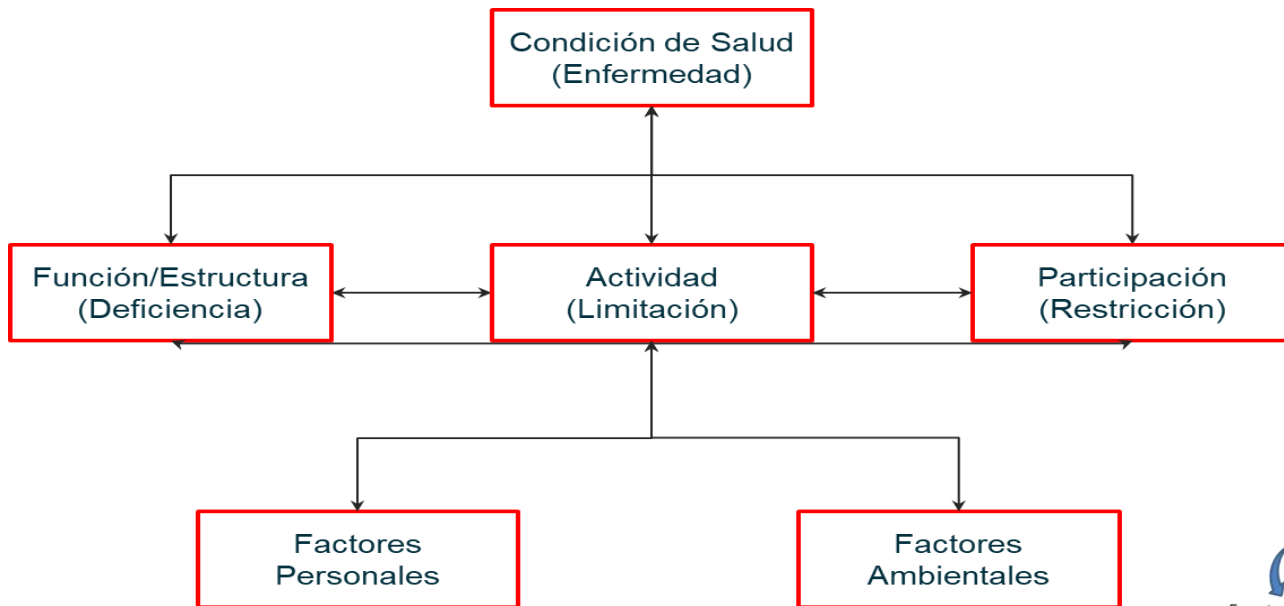 Condición de Salud
(Enfermedad)
Función/Estructura
(Deficiencia)
Actividad
(Limitación)
Participación
(Restricción)
Factores
Personales
Factores
Ambientales